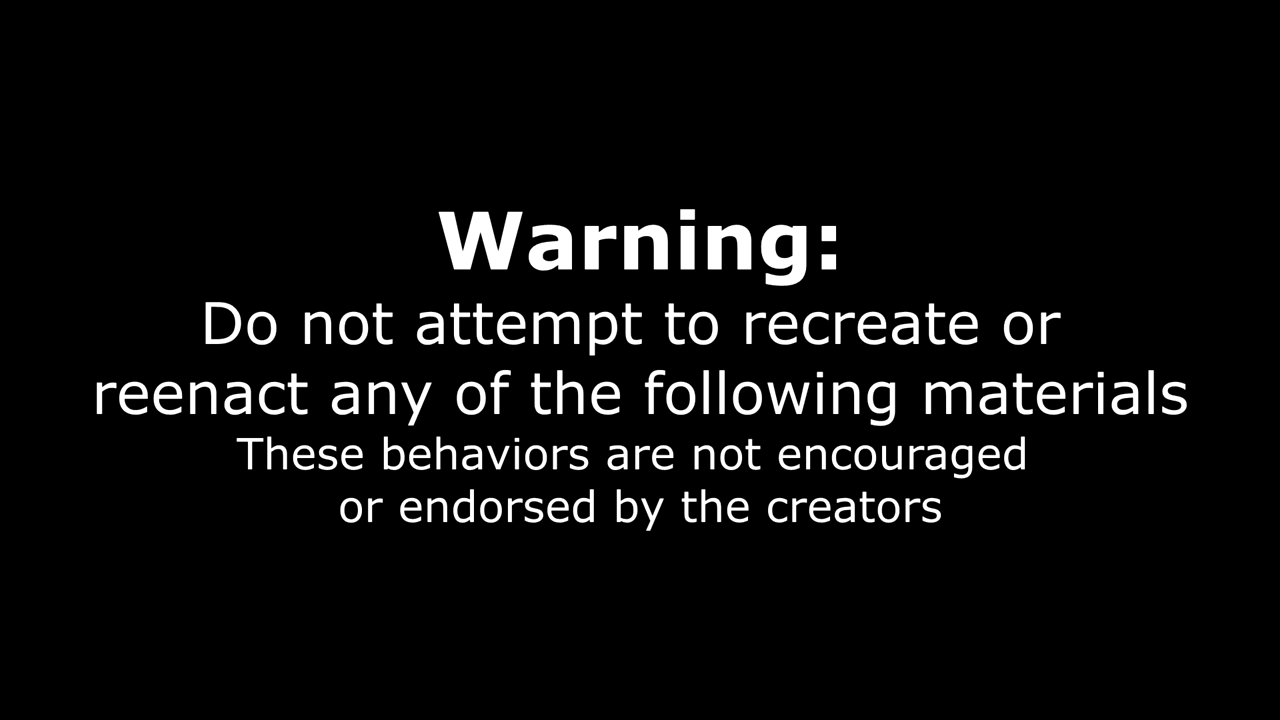 Warning:
Do not attempt to recreate or
reenact any of the following materials
These behaviors are not encouraged
or endorsed by the creators